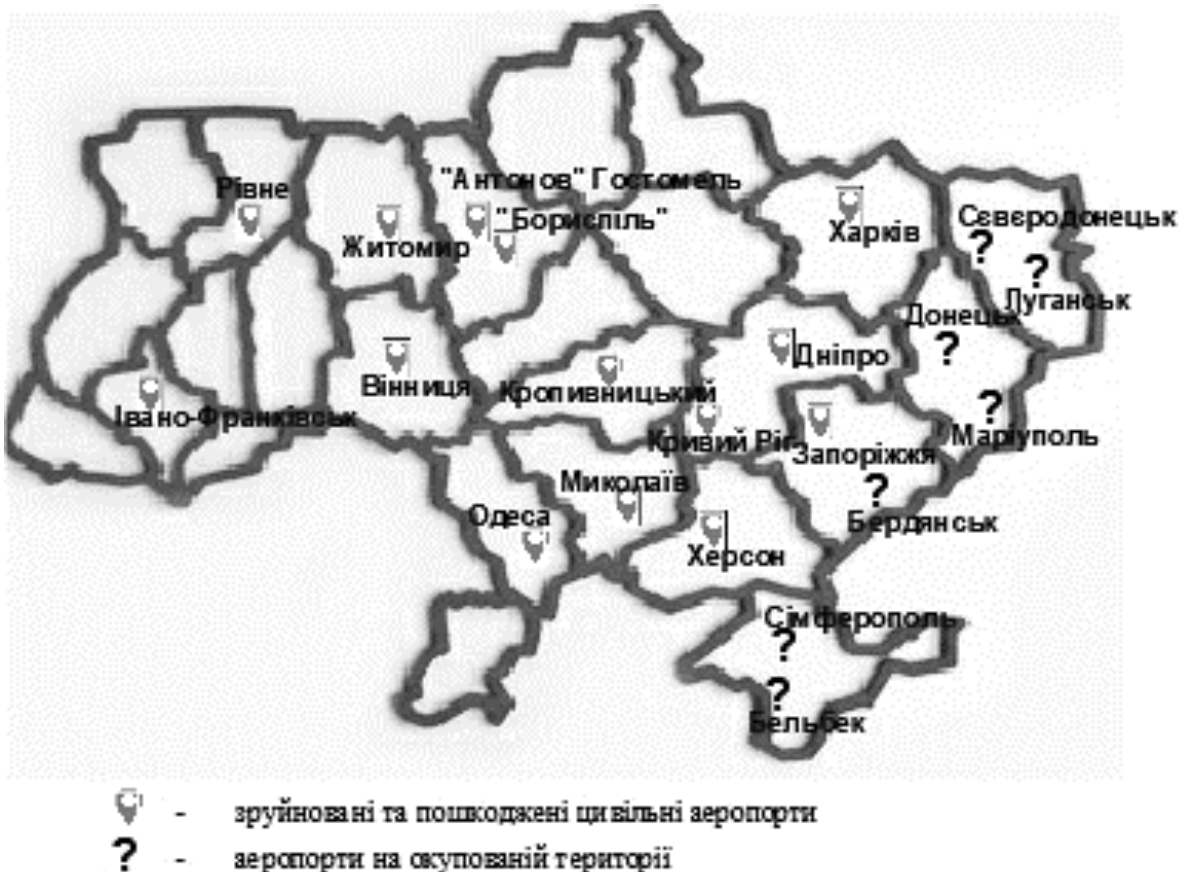 "Антонов" Гостомель
Рівне
"Бориспіль"
Сєвєродонецьк
Харків
Житомир
Луганськ
Донецьк
Дніпро
Вінниця
Кропивницький
Івано-Франківськ
Кривий Ріг
Маріуполь
Запоріжжя
Миколаїв
Одеса
Бердянськ
Херсон
Сімферополь
Бельбек
- зруйновані та пошкоджені цивільні аеропорти
? - аеропорти на окупованій території